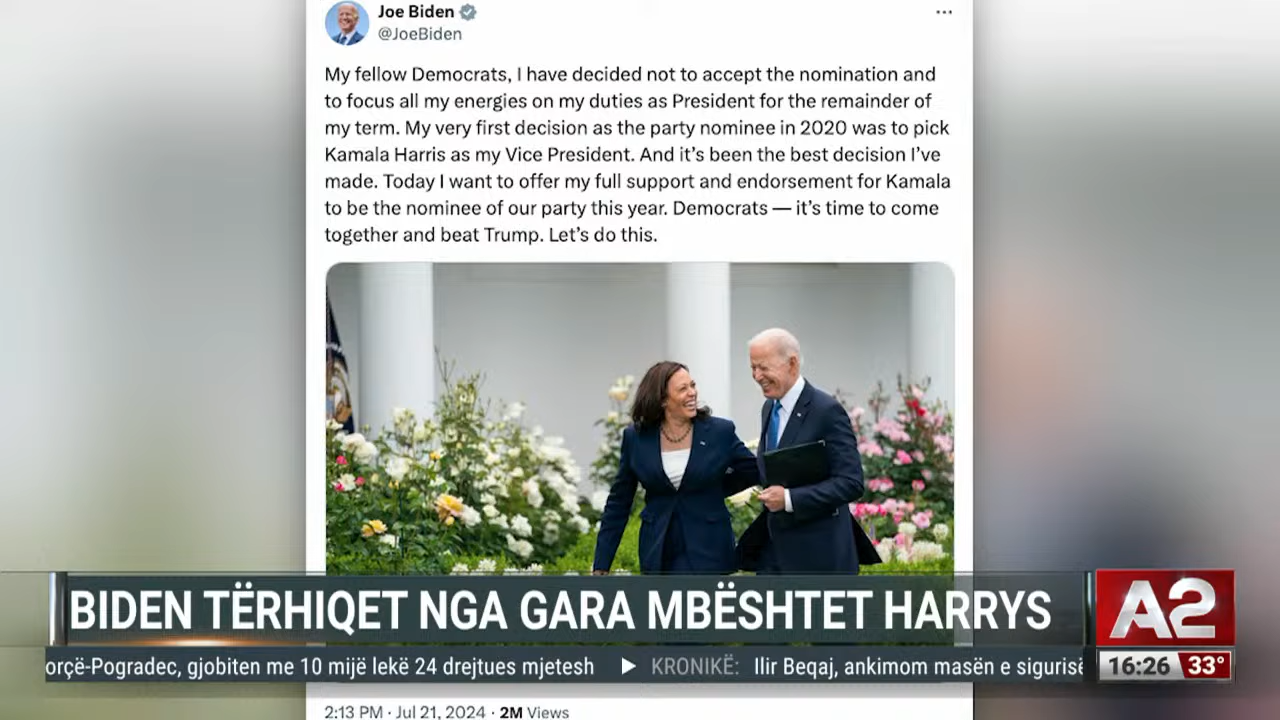 Joe Biden
@JoeBiden
My fellow Democrats, I have decided not to accept the nomination and
to focus all my energies on my duties as President for the remainder of
my term. My very first decision as the party nominee in 2020 was to pick
Kamala Harris as my Vice President. And it’s been the best decision I’ve
made. Today I want to offer my full support and endorsement for Kamala
to be the nominee of our party this year. Democrats — it’s time to come
together and beat Trump. Let’s do this.
BIDEN TËRHIQET NGA GARA MBËSHTET HARRYS
A2
orçë-Pogradec, gjobiten me 10 mijë lekë 24 drejtues mjetesh ▶ KRONIKË: Ilir Beqaj, ankimom masën e sigurisë
16:26 33°
2:13 PM · Jul 21, 2024 · 2M Views